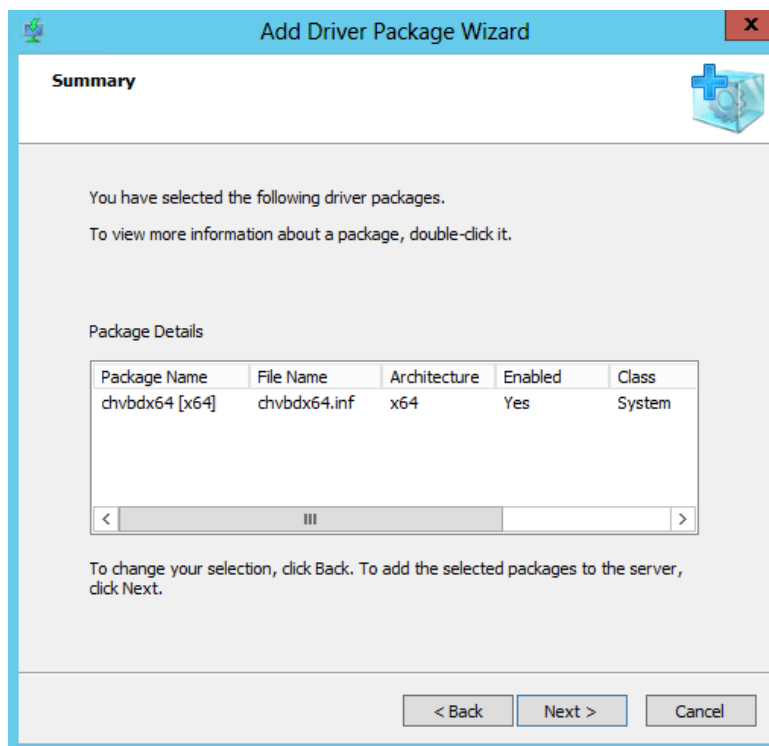 Add Driver Package Wizard
x
Summary
You have selected the following driver packages.
To view more information about a package, double-click it.
Package Details
Package Name File Name Architecture Enabled Class
chvbdx64 [x64] chvbdx64.inf x64 Yes System
To change your selection, click Back. To add the selected packages to the server,
click Next.
< Back Next > Cancel